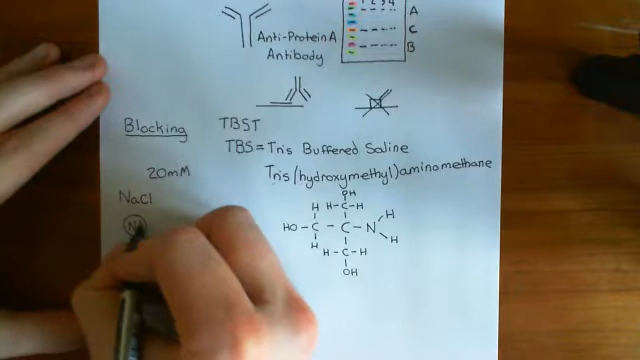 1 2 3 4
A
Anti-Protein A
Antibody
C
B
Blocking
TBST
TBS = Tris Buffered Saline
20mM
Tris(hydroxymethyl)aminomethane
NaCl
OH
H H-C-H H
HO-C-C-N
H H
H-C-H
OH
Na